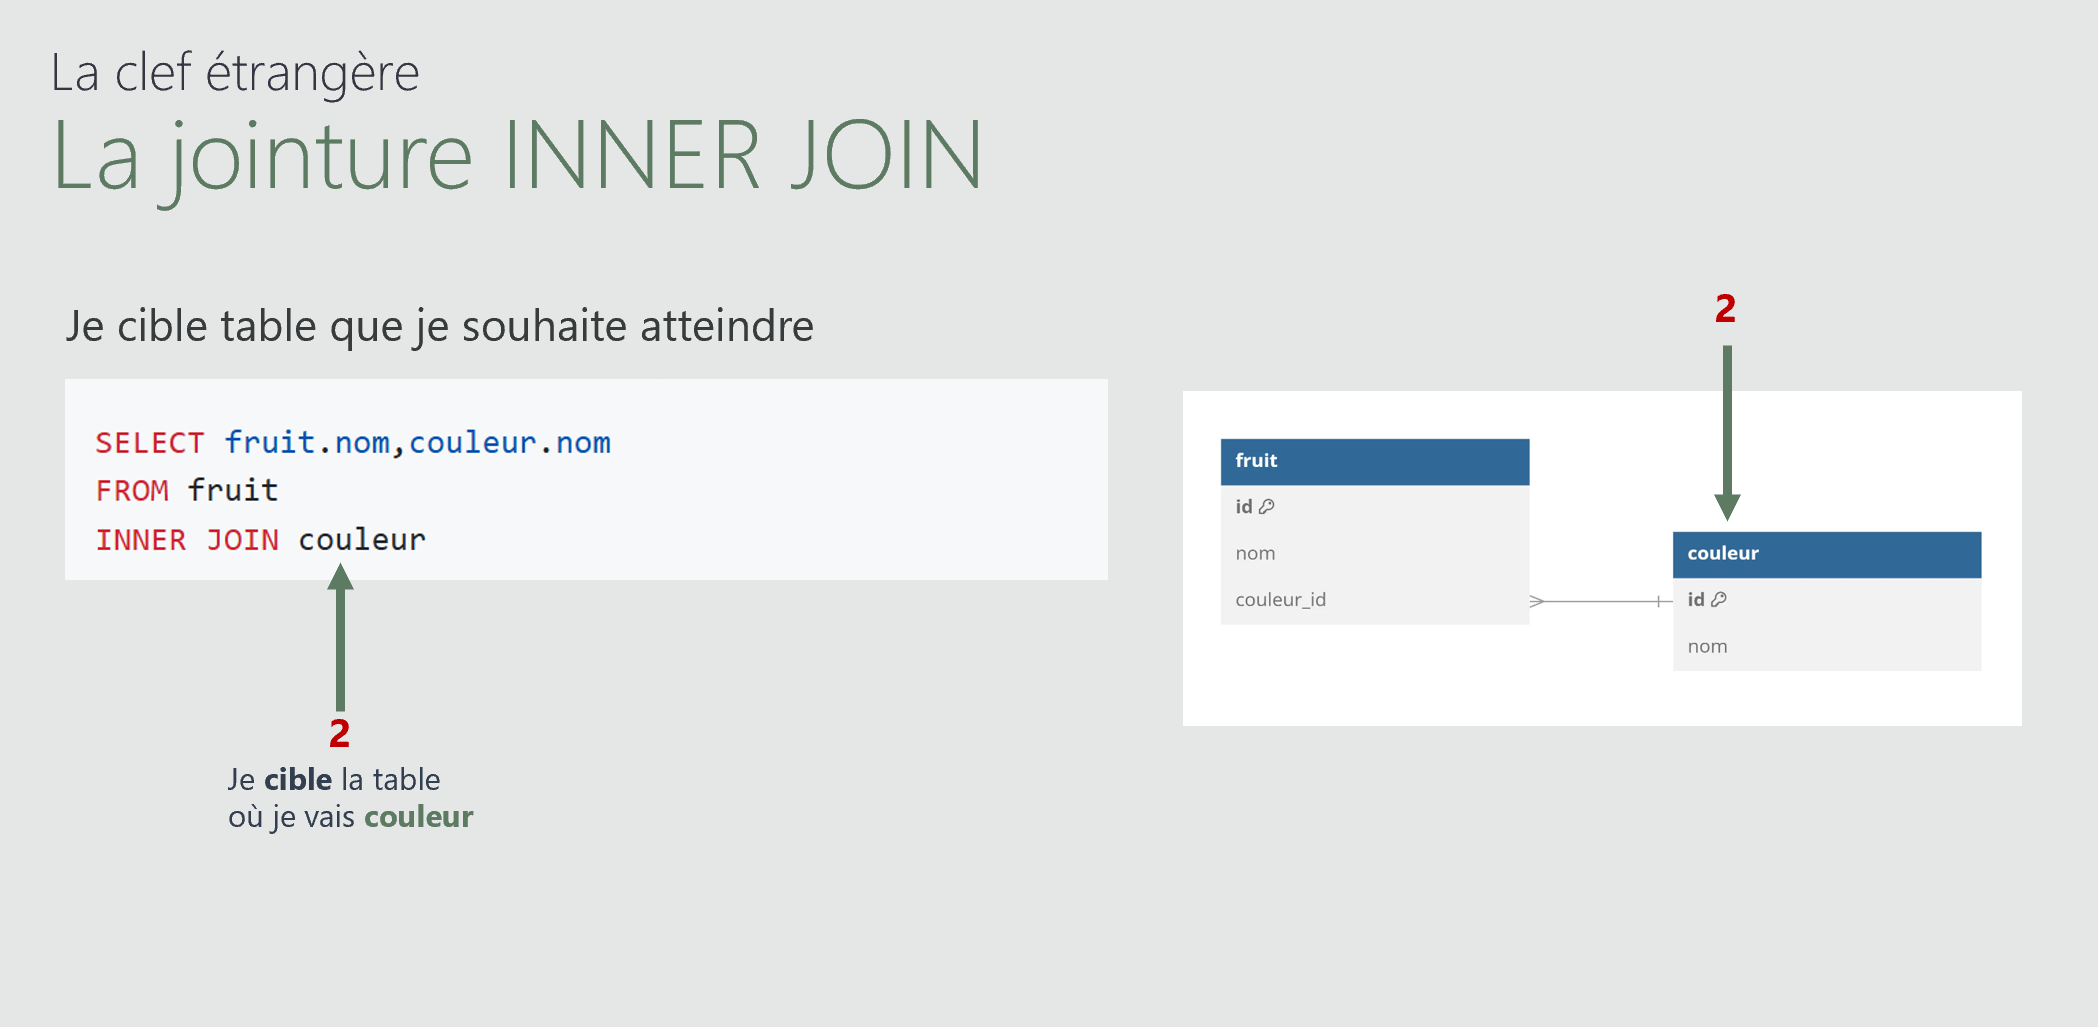 La clef étrangère
La jointure INNER JOIN
Je cible table que je souhaite atteindre
SELECT fruit.nom,couleur.nom
FROM fruit
INNER JOIN couleur
2
Je cible la table
où je vais couleur
2
fruit
id
nom
couleur_id
couleur
id
nom